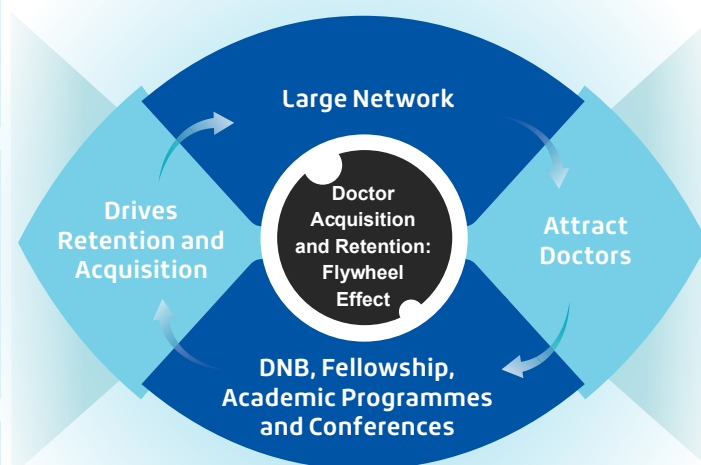 Large Network
Doctor
Acquisition
and Retention:
Flywheel
Effect
Drives
Retention and
Acquisition
Attract
Doctors
DNB, Fellowship,
Academic Programmes
and Conferences